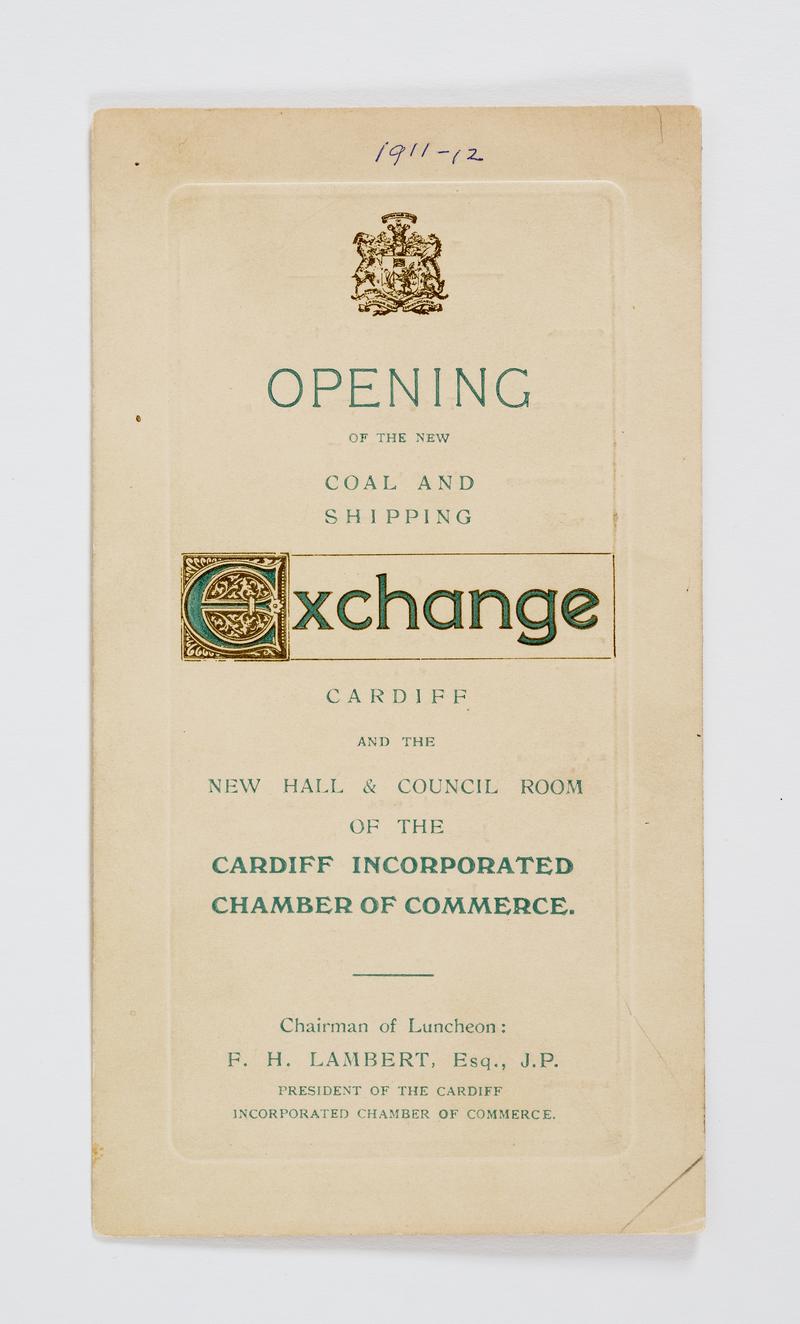 1911-12
OPENING
OF THE NEW
COAL AND
SHIPPING
Exchange
CARDIFF
AND THE
NEW HALL & COUNCIL ROOM
OF THE
CARDIFF INCORPORATED
CHAMBER OF COMMERCE.
Chairman of Luncheon:
F. H. LAMBERT, Esq., J.P.
PRESIDENT OF THE CARDIFF
INCORPORATED CHAMBER OF COMMERCE.